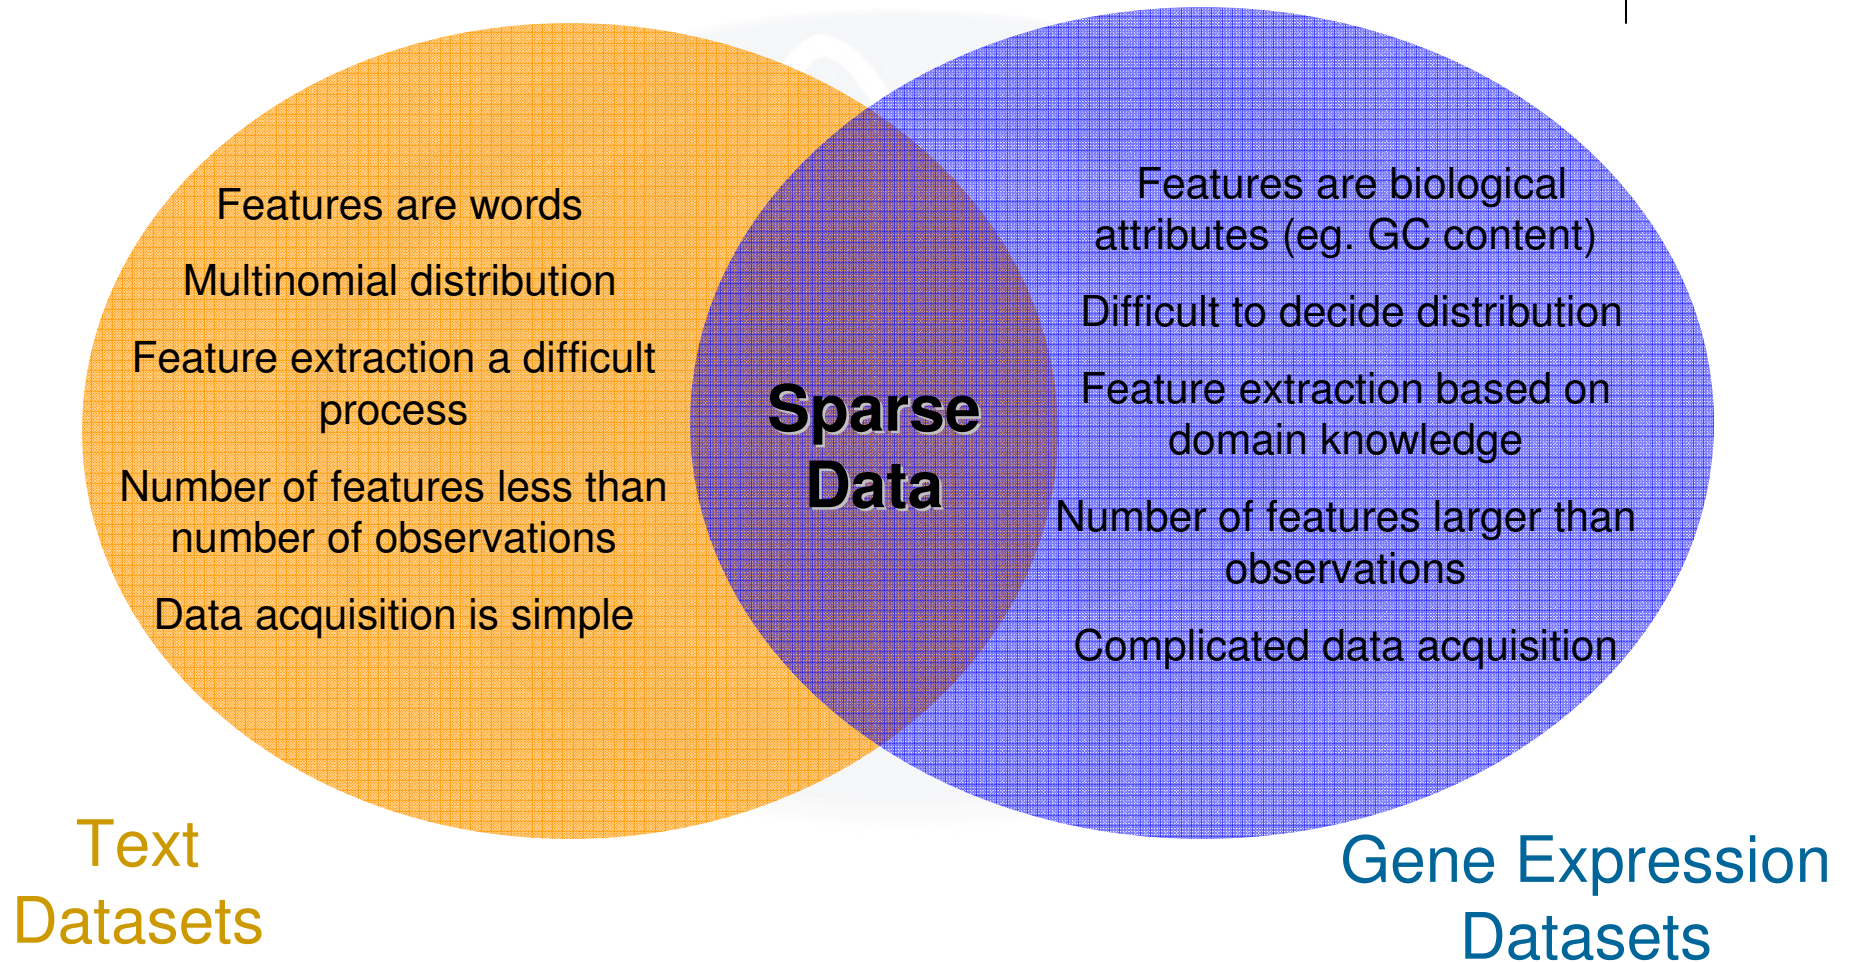 Features are words
Multinomial distribution
Feature extraction a difficult
process
Number of features less than
number of observations
Data acquisition is simple
Sparse
Data
Features are biological
attributes (eg. GC content)
Difficult to decide distribution
Feature extraction based on
domain knowledge
Number of features larger than
observations
Complicated data acquisition
Text
Datasets
Gene Expression
Datasets